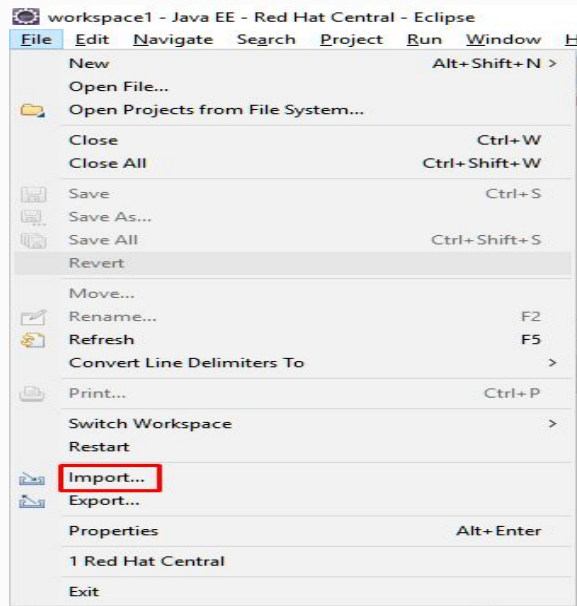 workspace1 - Java EE - Red Hat Central - Eclipse
File Edit Navigate Search Project Run Window H
New Alt+Shift+N >
Open File...
Open Projects from File System...
Close Ctrl+W
Close All Ctrl+Shift+W
Save Ctrl+S
Save As...
Save All Ctrl+Shift+S
Revert
Move...
Rename... F2
Refresh F5
Convert Line Delimiters To >
Print... Ctrl+P
Switch Workspace >
Restart
Import...
Export...
Properties Alt+Enter
1 Red Hat Central
Exit